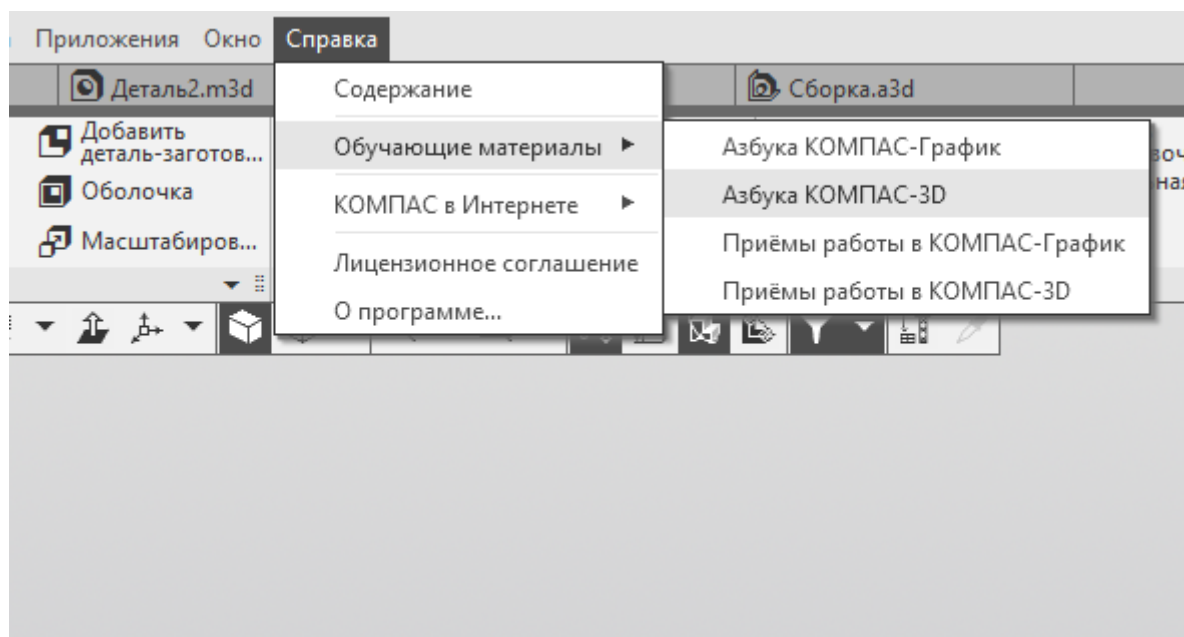 Приложения Окно Справка
Деталь2.m3d
Сборка.a3d
Добавить
деталь-заготов...
Оболочка
Масштабиров...
Содержание
Обучающие материалы
КОМПАС в Интернете
Лицензионное соглашение
О программе...
Азбука КОМПАС-График
Азбука КОМПАС-3D
Приёмы работы в КОМПАС-График
Приёмы работы в КОМПАС-3D